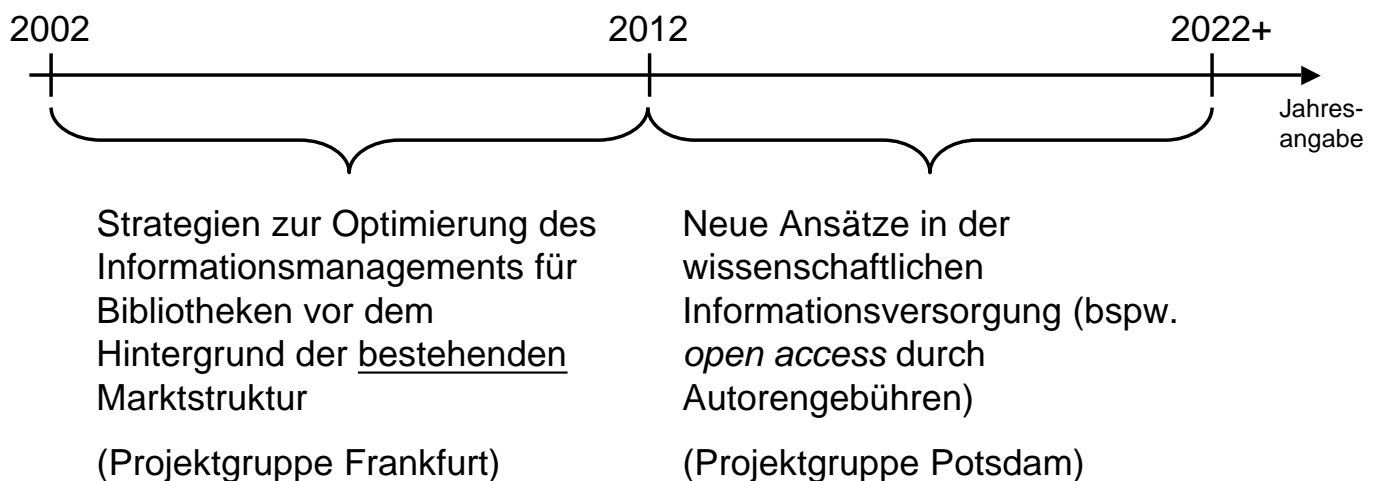 2002 2012 2022+
Jahres-
angabe
Strategien zur Optimierung des
Informationsmanagements für
Bibliotheken vor dem
Hintergrund der bestehenden
Marktstruktur
(Projektgruppe Frankfurt)
Neue Ansätze in der
wissenschaftlichen
Informationsversorgung (bspw.
open access durch
Autorengebühren)
(Projektgruppe Potsdam)